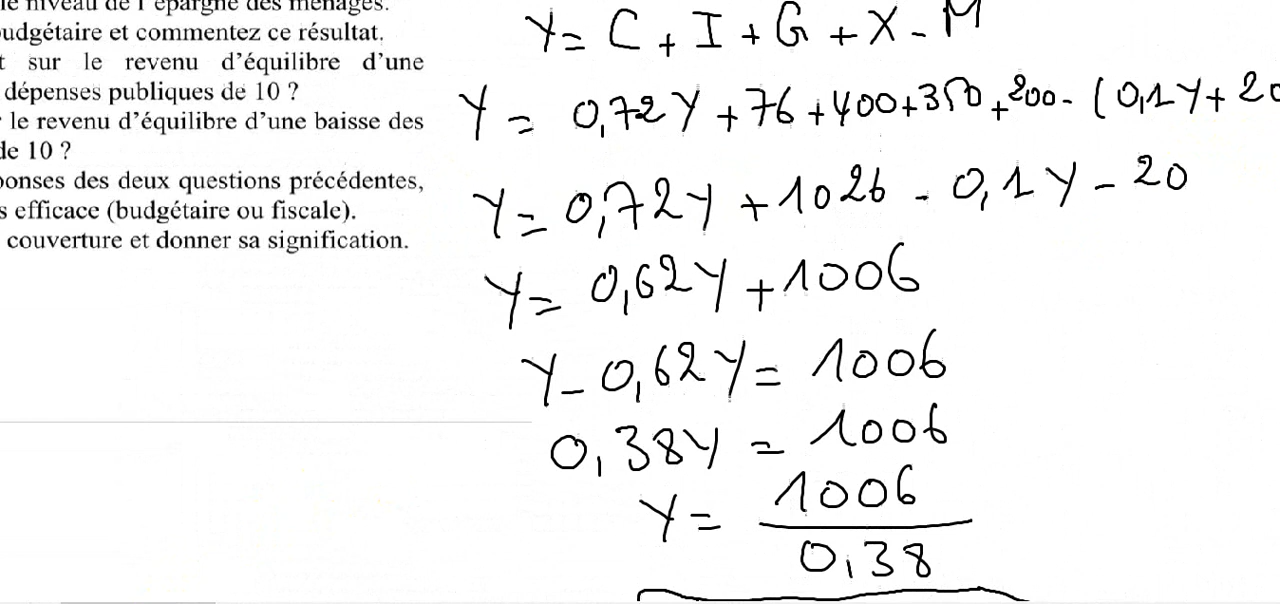 le niveau de l'épargne des ménages.
udgétaire et commentez ce résultat.
t sur le revenu d'équilibre d'une
dépenses publiques de 10 ?
le revenu d'équilibre d'une baisse des
de 10 ?
ponses des deux questions précédentes,
s efficace (budgétaire ou fiscale).
couverture et donner sa signification.
Y = C + I + G + X - M
Y = 0,72Y + 76 + 400 + 350 + 200 - (0,1Y + 20
Y = 0,72Y + 1026 - 0,1Y - 20
Y = 0,62Y + 1006
Y - 0,62Y = 1006
0,38Y = 1006
Y = 1006
0,38